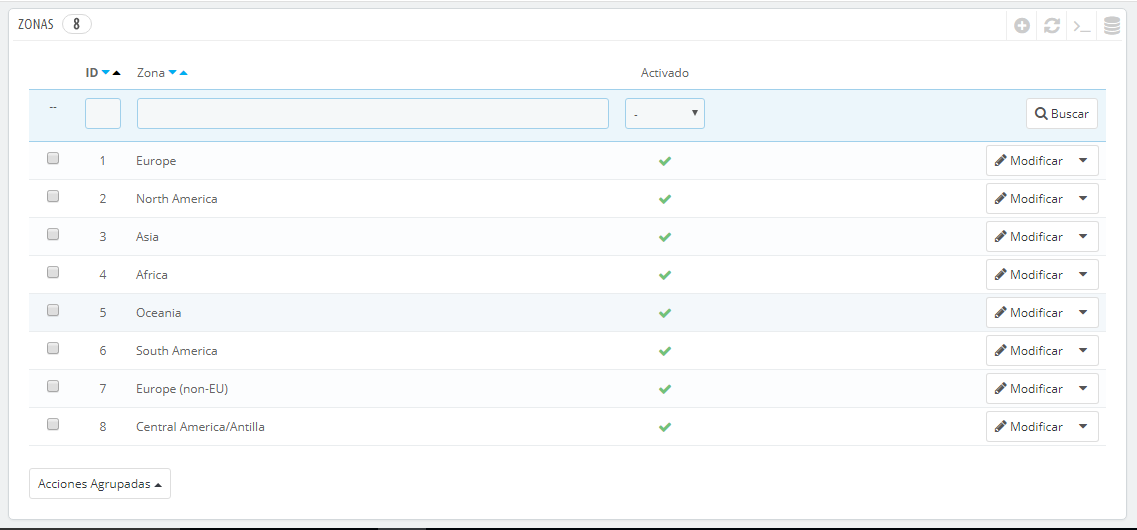 ZONAS 8
ID Zona Activado
-- - Buscar
1 Europe Modificar
2 North America Modificar
3 Asia Modificar
4 Africa Modificar
5 Oceania Modificar
6 South America Modificar
7 Europe (non-EU) Modificar
8 Central America/Antilla Modificar
Acciones Agrupadas